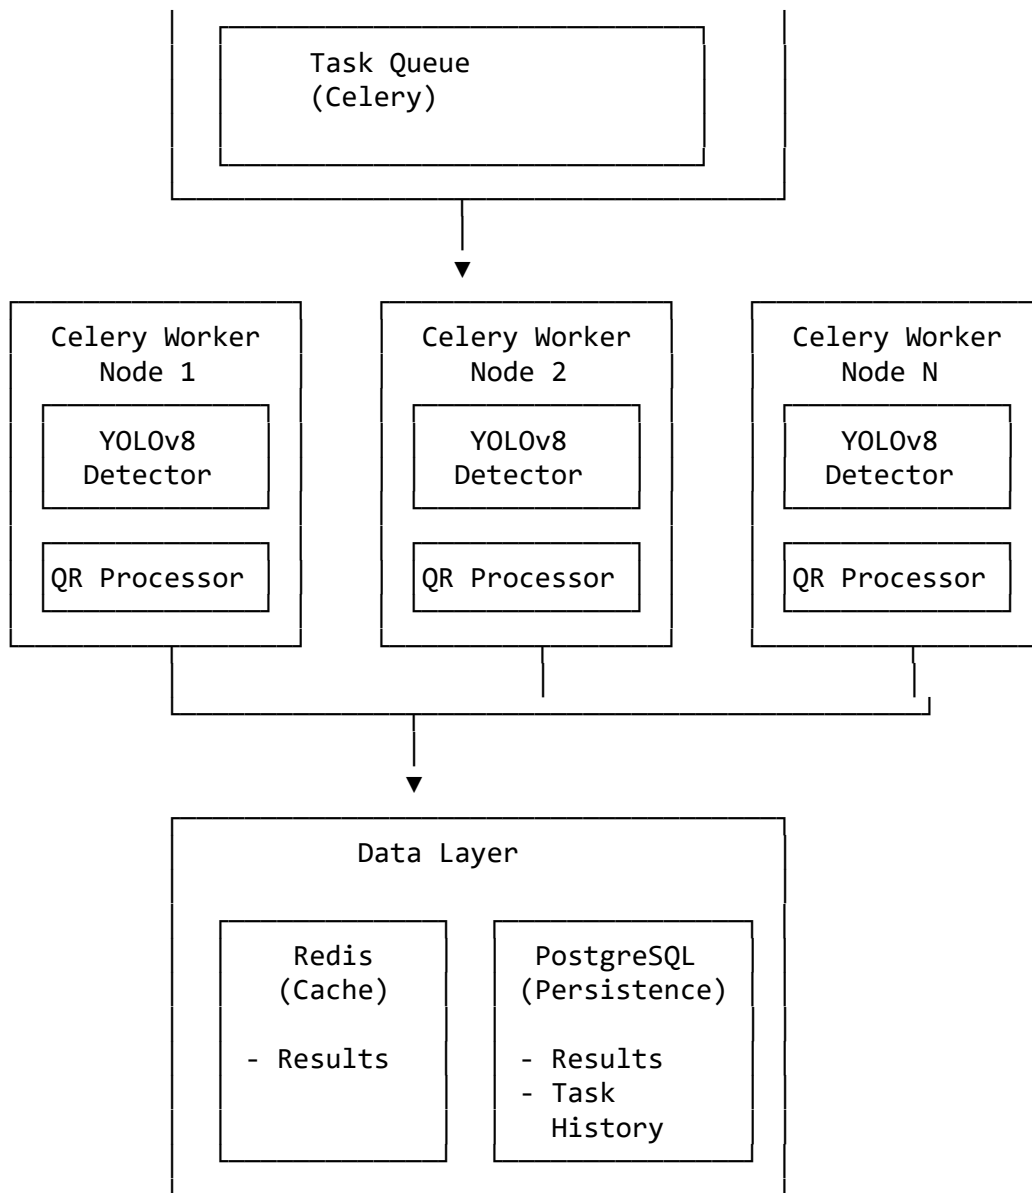 Task Queue
(Celery)
Celery Worker
Node 1
YOLOv8
Detector
QR Processor
Celery Worker
Node 2
YOLOv8
Detector
QR Processor
Celery Worker
Node N
YOLOv8
Detector
QR Processor
Data Layer
Redis
(Cache)
- Results
PostgreSQL
(Persistence)
- Results
- Task
History